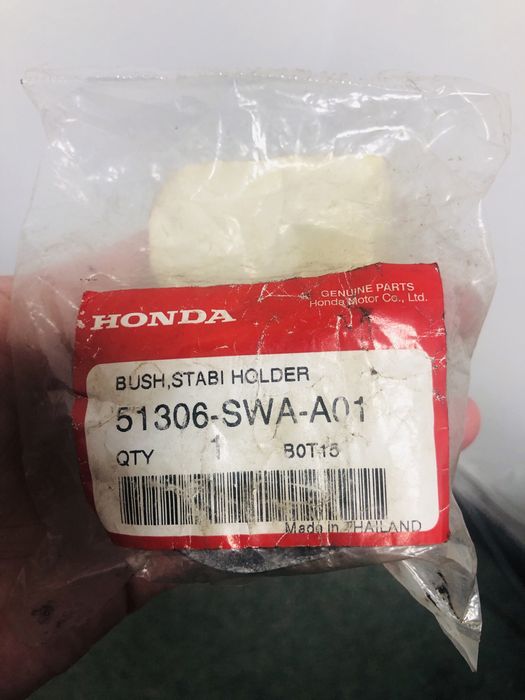 GENUINE PARTS
Honda Motor Co., Ltd.
HONDA
BUSH,STABI HOLDER
51306-SWA-A01
QTY 1 B0T15
Made in THAILAND